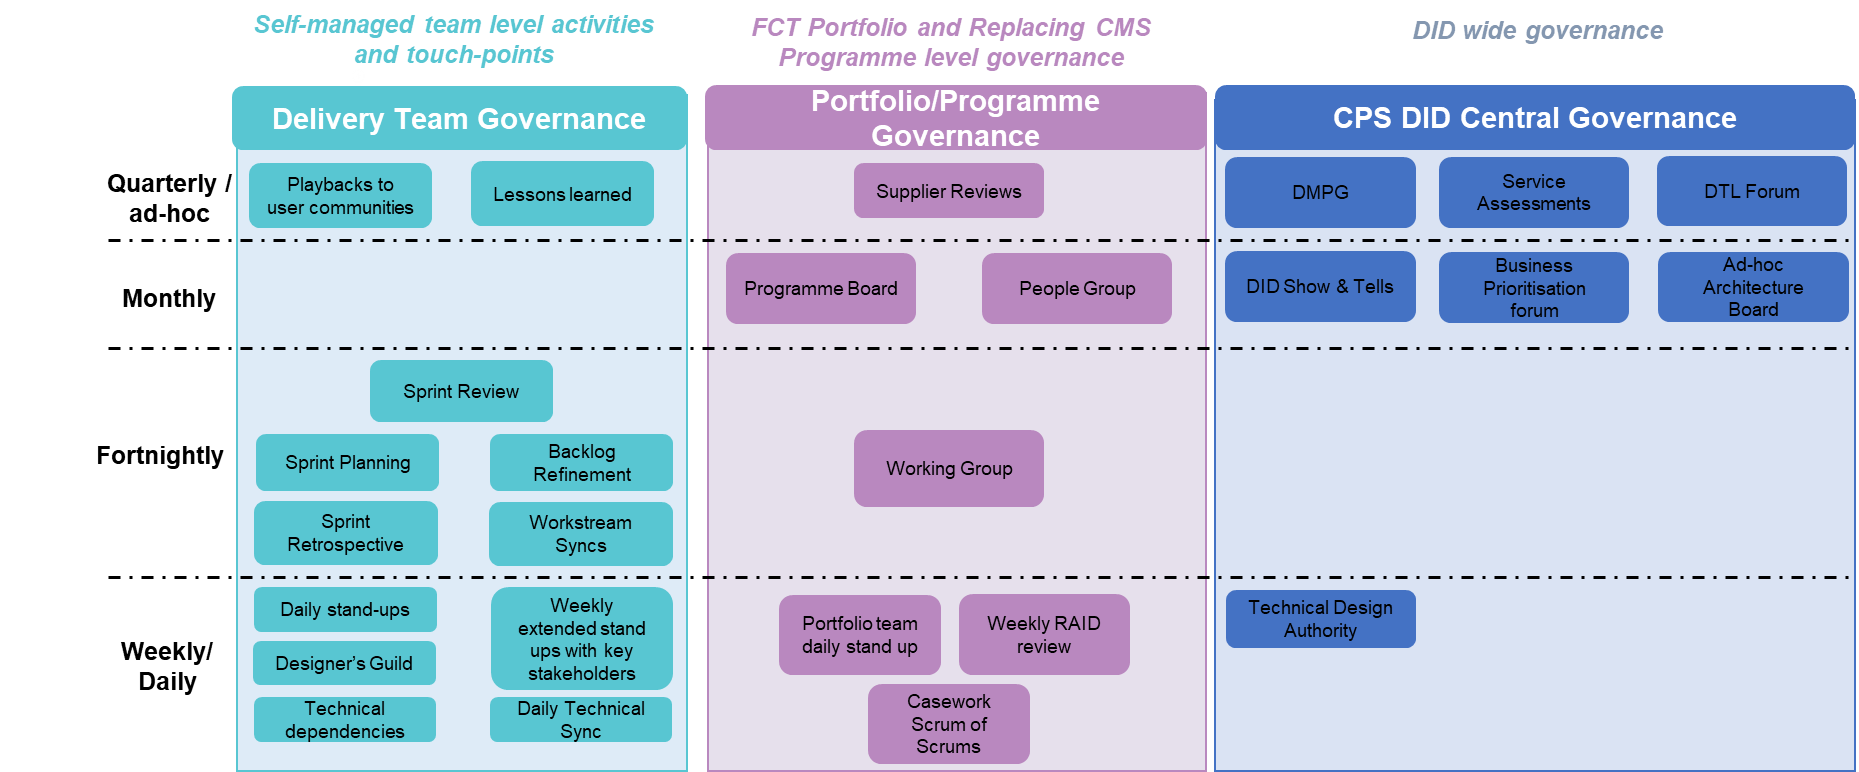 Self-managed team level activities
and touch-points
FCT Portfolio and Replacing CMS
Programme level governance
DID wide governance
Delivery Team Governance
Portfolio/Programme
Governance
CPS DID Central Governance
Quarterly /
ad-hoc
Playbacks to
user communities
Lessons learned
Supplier Reviews
DMPG
Service
Assessments
DTL Forum
Monthly
Programme Board
People Group
DID Show & Tells
Business
Prioritisation
forum
Ad-hoc
Architecture
Board
Fortnightly
Sprint Review
Sprint Planning
Backlog
Refinement
Sprint
Retrospective
Workstream
Syncs
Working Group
Weekly/
Daily
Daily stand-ups
Weekly
extended stand
ups with key
stakeholders
Designer's Guild
Technical
dependencies
Daily Technical
Sync
Portfolio team
daily stand up
Weekly RAID
review
Casework
Scrum of
Scrums
Technical Design
Authority